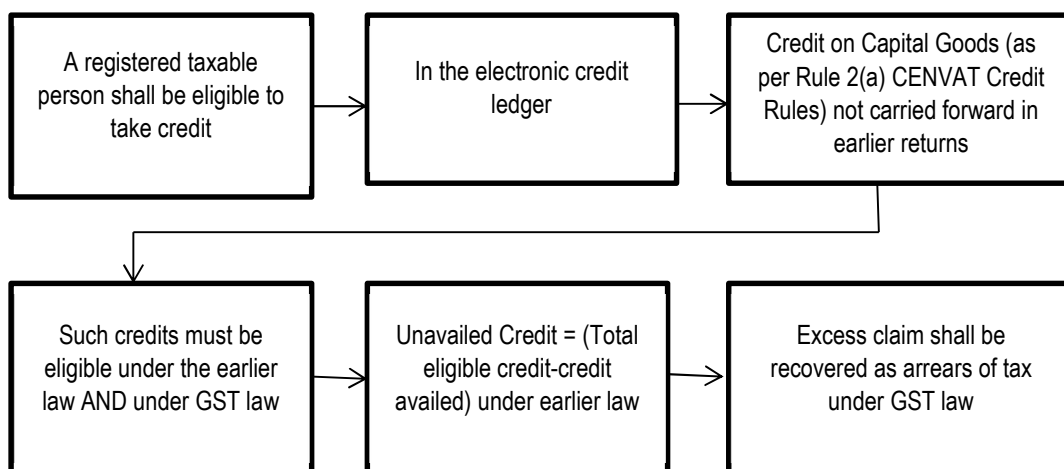 A registered taxable
person shall be eligible to
take credit
In the electronic credit
ledger
Credit on Capital Goods (as
per Rule 2(a) CENVAT Credit
Rules) not carried forward in
earlier returns
Such credits must be
eligible under the earlier
law AND under GST law
Unavailed Credit = (Total
eligible credit-credit
availed) under earlier law
Excess claim shall be
recovered as arrears of tax
under GST law